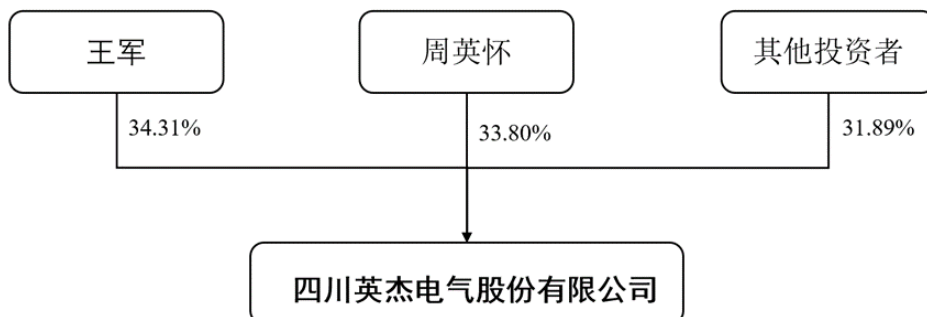 王军
周英怀
其他投资者
34.31%
33.80%
31.89%
四川英杰电气股份有限公司